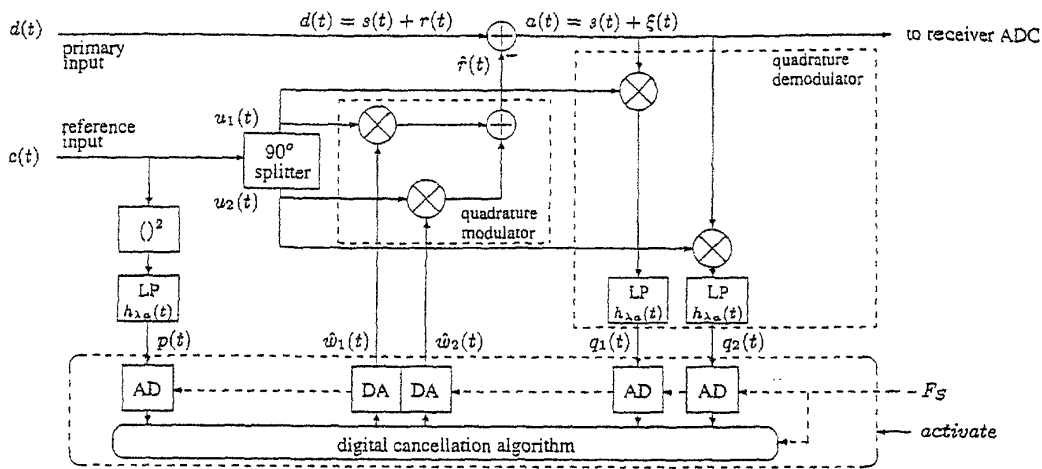 d(t)
d(t) = s(t) + r(t)
a(t) = s(t) + ξ(t)
to receiver ADC
primary
input
r̂(t)
−
quadrature
demodulator
reference
input
u₁(t)
c(t)
90°
splitter
u₂(t)
quadrature
modulator
()²
LP
hλa(t)
LP
hλa(t)
LP
hλa(t)
p(t)
ŵ₁(t)
ŵ₂(t)
q₁(t)
q₂(t)
AD
DA
DA
AD
AD
F_S
digital cancellation algorithm
activate